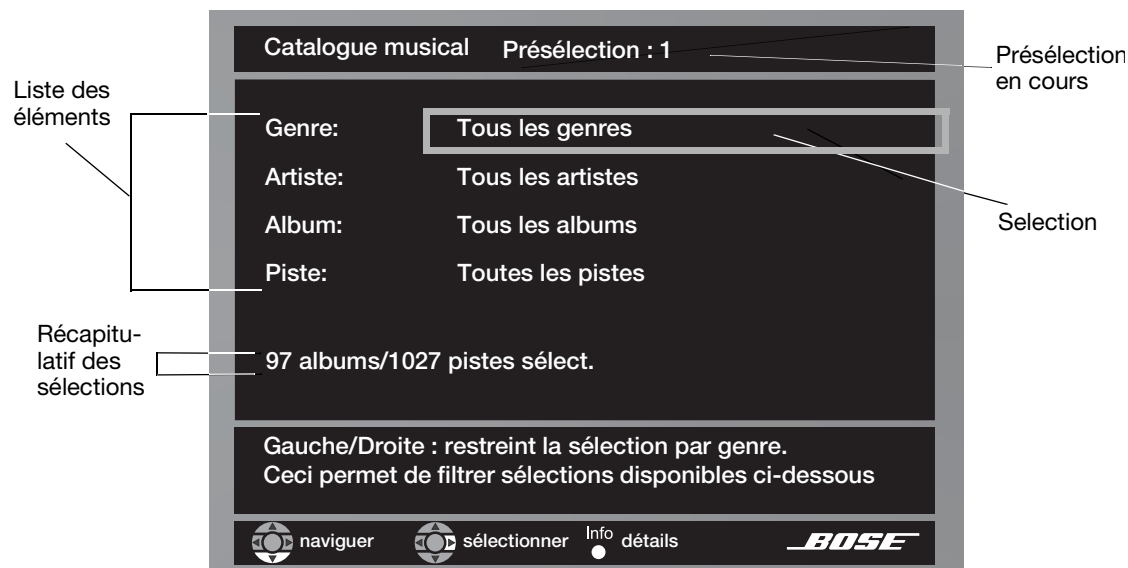 Catalogue musical Présélection : 1
Présélection
en cours
Liste des
éléments
Genre: Tous les genres
Artiste: Tous les artistes
Album: Tous les albums
Selection
Piste: Toutes les pistes
Récapitu-
latif des
sélections
97 albums/1027 pistes sélect.
Gauche/Droite : restreint la sélection par genre.
Ceci permet de filtrer sélections disponibles ci-dessous
naviguer sélectionner Info détails BOSE